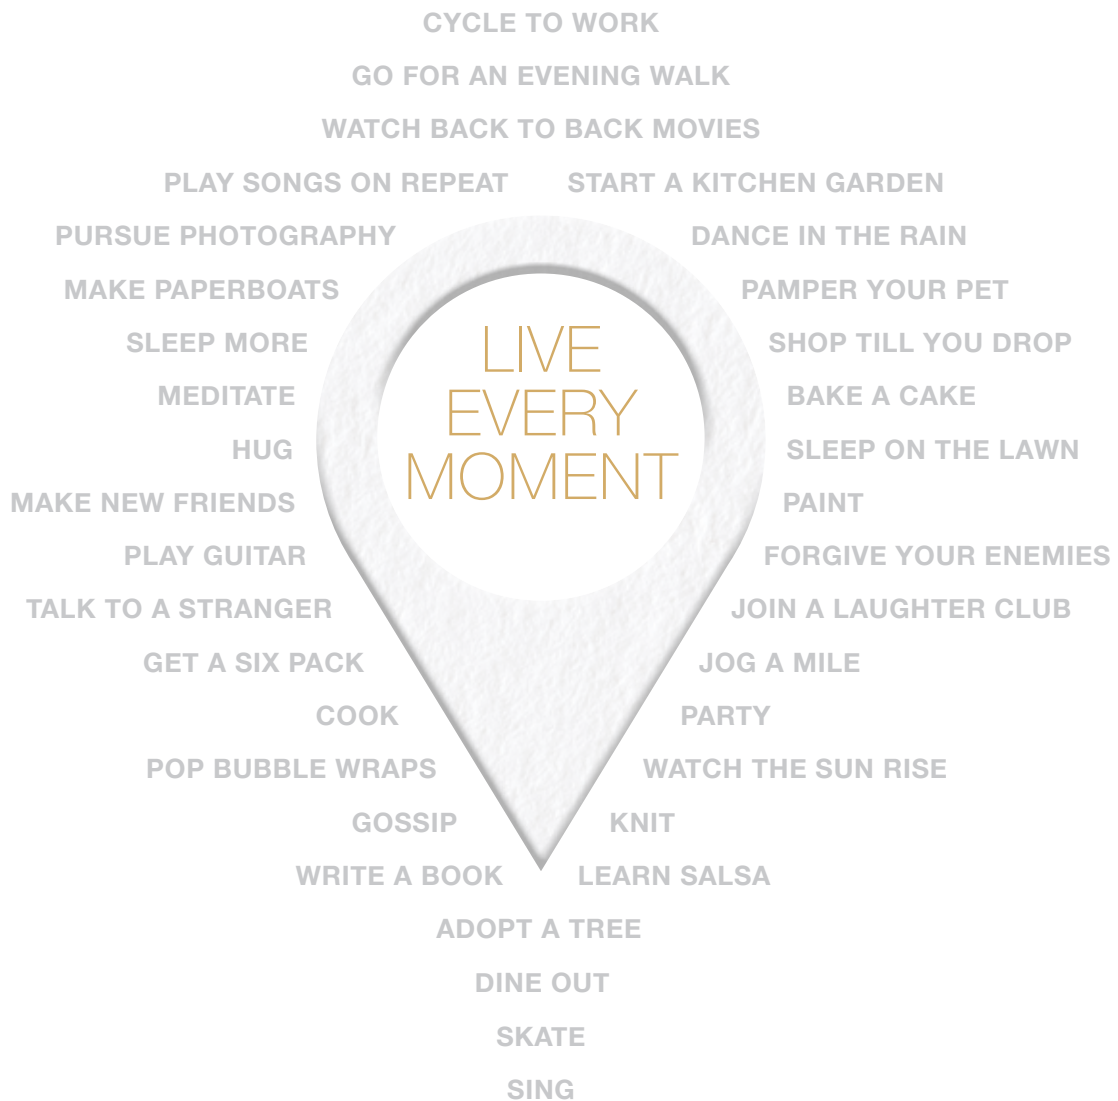 CYCLE TO WORK
GO FOR AN EVENING WALK
WATCH BACK TO BACK MOVIES
PLAY SONGS ON REPEAT START A KITCHEN GARDEN
PURSUE PHOTOGRAPHY DANCE IN THE RAIN
MAKE PAPERBOATS PAMPER YOUR PET
SLEEP MORE SHOP TILL YOU DROP
MEDITATE BAKE A CAKE
HUG SLEEP ON THE LAWN
MAKE NEW FRIENDS PAINT
PLAY GUITAR FORGIVE YOUR ENEMIES
TALK TO A STRANGER JOIN A LAUGHTER CLUB
GET A SIX PACK JOG A MILE
COOK PARTY
POP BUBBLE WRAPS WATCH THE SUN RISE
GOSSIP KNIT
WRITE A BOOK LEARN SALSA
ADOPT A TREE
DINE OUT
SKATE
SING
LIVE
EVERY
MOMENT